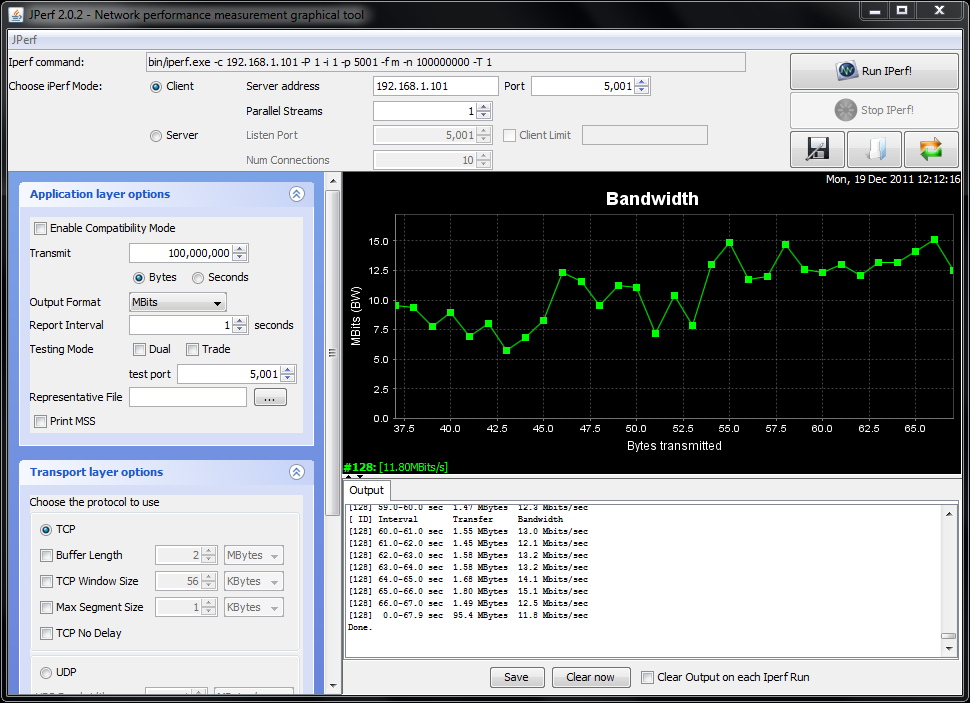 JPerf 2.0.2 - Network performance measurement graphical tool
JPerf
Iperf command: bin/iperf.exe -c 192.168.1.101 -P 1 -i 1 -p 5001 -f m -n 100000000 -T 1
Choose iPerf Mode: Client Server address 192.168.1.101 Port 5,001
Parallel Streams 1
Server Listen Port 5,001 Client Limit
Num Connections 10
Run IPerf!
Stop IPerf!
Application layer options
Enable Compatibility Mode
Transmit 100,000,000
Bytes Seconds
Output Format MBits
Report Interval 1 seconds
Testing Mode Dual Trade
test port 5,001
Representative File ...
Print MSS
Transport layer options
Choose the protocol to use
TCP
Buffer Length 2 MBytes
TCP Window Size 56 KBytes
Max Segment Size 1 KBytes
TCP No Delay
UDP
Mon, 19 Dec 2011 12:12:16
Bandwidth
MBits (BW)
15.0
12.5
10.0
7.5
5.0
2.5
0.0
37.5 40.0 42.5 45.0 47.5 50.0 52.5 55.0 57.5 60.0 62.5 65.0
Bytes transmitted
#128: [11.80MBits/s]
Output
[128] 59.0-60.0 sec 1.47 MBytes 12.3 Mbits/sec
[ ID] Interval Transfer Bandwidth
[128] 60.0-61.0 sec 1.55 MBytes 13.0 Mbits/sec
[128] 61.0-62.0 sec 1.45 MBytes 12.1 Mbits/sec
[128] 62.0-63.0 sec 1.58 MBytes 13.2 Mbits/sec
[128] 63.0-64.0 sec 1.58 MBytes 13.2 Mbits/sec
[128] 64.0-65.0 sec 1.68 MBytes 14.1 Mbits/sec
[128] 65.0-66.0 sec 1.80 MBytes 15.1 Mbits/sec
[128] 66.0-67.0 sec 1.49 MBytes 12.5 Mbits/sec
[128] 0.0-67.9 sec 95.4 MBytes 11.8 Mbits/sec
Done.
Save Clear now Clear Output on each Iperf Run